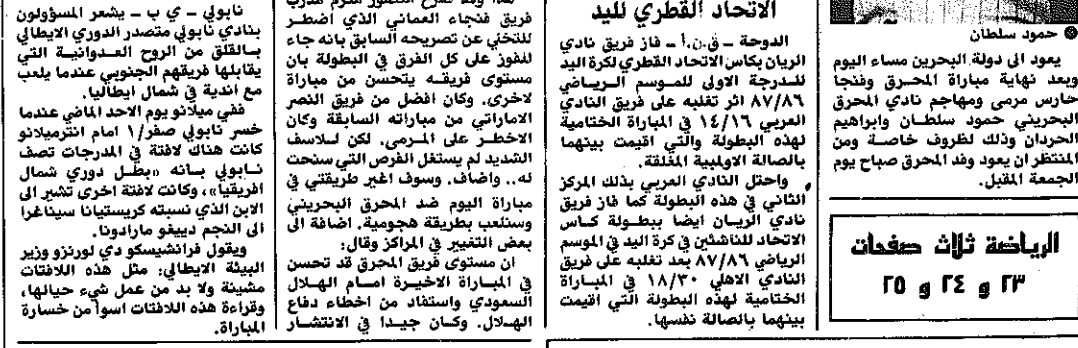 حمود سلطان
يعود الى دولة البحرين مساء اليوم
وبعد نهاية مباراة المحرق وفنجا
حارس مرمى ومهاجم نادي المحرق
البحريني حمود سلطان وابراهيم
الحردان وذلك لظروف خاصة ومن
المنتظر ان يعود وفد المحرق صباح يوم
الجمعة المقبل.
الرياضة ثلاث صفحات
٢٣ و ٢٤ و ٢٥
الاتحاد القطري لليد
الدوحة ـ ق.ن.أ ـ فاز فريق نادي
الريان بكاس الاتحاد القطري لكرة اليد
للدرجة الاولى للموسم الرياضي
٨٧/٨٦ اثر تغلبه على فريق النادي
العربي ١٤/١٦ في المباراة الختامية
لهذه البطولة والتي اقيمت بينهما
بالصالة الاولمبية المغلقة.
واحتل النادي العربي بذلك المركز
الثاني في هذه البطولة كما فاز فريق
نادي الريان ايضا ببطولة كاس
الاتحاد للناشئين في كرة اليد في الموسم
الرياضي ٨٧/٨٦ بعد تغلبه على فريق
النادي الاهلي ١٨/٣٠ في المباراة
الختامية لهذه البطولة التي اقيمت
بينهما بالصالة نفسها.
فريق فنجاء العماني الذي اضطر
للتخلي عن تصريحه السابق بانه جاء
للفوز على كل الفرق في البطولة بان
مستوى فريقه يتحسن من مباراة
لاخرى. وكان افضل من فريق النصر
الاماراتي من مباراته السابقة وكان
الاخطر على المرمى. لكن للاسف
الشديد لم يستغل الفرص التي سنحت
له.. واضاف. وسوف اغير طريقتي في
مباراة اليوم ضد المحرق البحريني
وسنلعب بطريقة هجومية. اضافة الى
بعض التغيير في المراكز وقال:
ان مستوى فريق المحرق قد تحسن
في المباراة الاخيرة امام الهلال
السعودي واستفاد من اخطاء دفاع
الهلال. وكان جيدا في الانتشار
نابولي ـ ي ب ـ يشعر المسؤولون
بنادي نابولي متصدر الدوري الايطالي
بالقلق من الروح العدوانية التي
يقابلها فريقهم الجنوبي عندما يلعب
مع اندية في شمال ايطاليا.
ففي ميلانو يوم الاحد الماضي عندما
خسر نابولي صفر/١ امام انترميلانو
كانت هناك لافتة في المدرجات تصف
نابولي بانه «بطل دوري شمال
افريقيا»، وكانت لافتة اخرى تشير الى
الابن الذي نسبته كريستيانا سيناغرا
الى النجم دييغو مارادونا.
ويقول فرانشيسكو دي لورنزو وزير
البيئة الايطالي: مثل هذه اللافتات
مشينة ولا بد من عمل شيء حيالها،
وقراءة هذه اللافتات اسوأ من خسارة
المباراة.